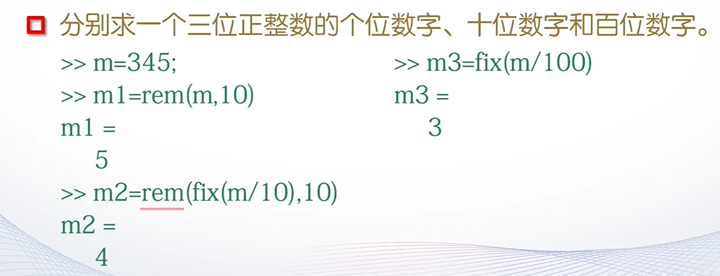 分别求一个三位正整数的个位数字、十位数字和百位数字。
>> m=345;
>> m1=rem(m,10)
m1 =
5
>> m2=rem(fix(m/10),10)
m2 =
4
>> m3=fix(m/100)
m3 =
3